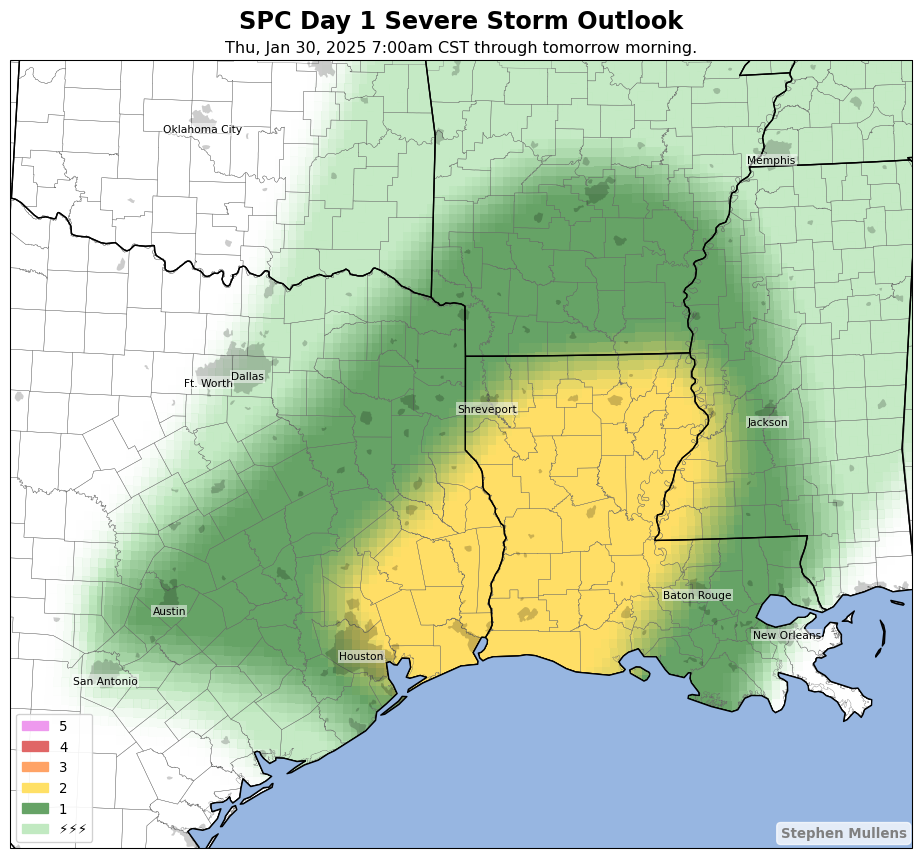 SPC Day 1 Severe Storm Outlook
Thu, Jan 30, 2025 7:00am CST through tomorrow morning.
Oklahoma City
Memphis
Dallas
Ft. Worth
Shreveport
Jackson
Baton Rouge
Austin
New Orleans
Houston
San Antonio
5
4
3
2
1
⚡⚡⚡
Stephen Mullens